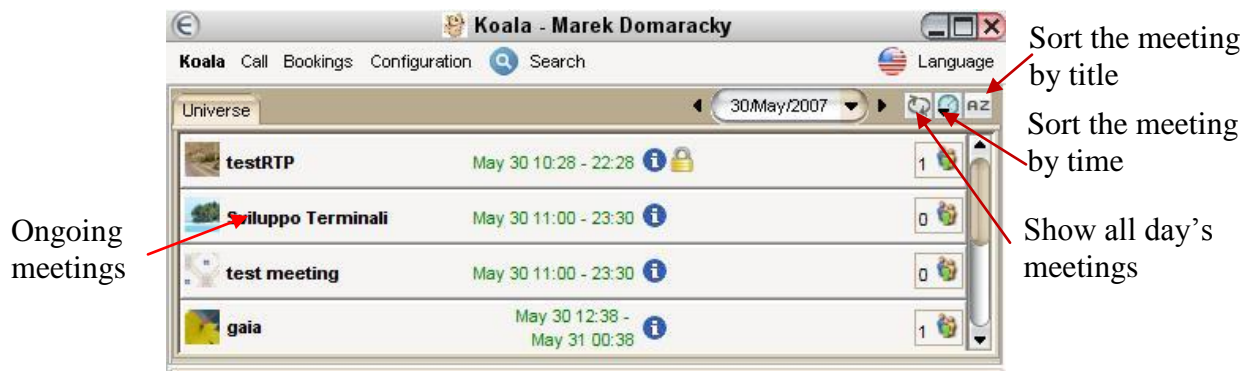 Koala - Marek Domaracky
Koala Call Bookings Configuration Search Language
Universe 30/May/2007 AZ
testRTP May 30 10:28 - 22:28 1
Sviluppo Terminali May 30 11:00 - 23:30 0
test meeting May 30 11:00 - 23:30 0
gaia May 30 12:38 -
May 31 00:38 1
Ongoing
meetings
Sort the meeting
by title
Sort the meeting
by time
Show all day’s
meetings